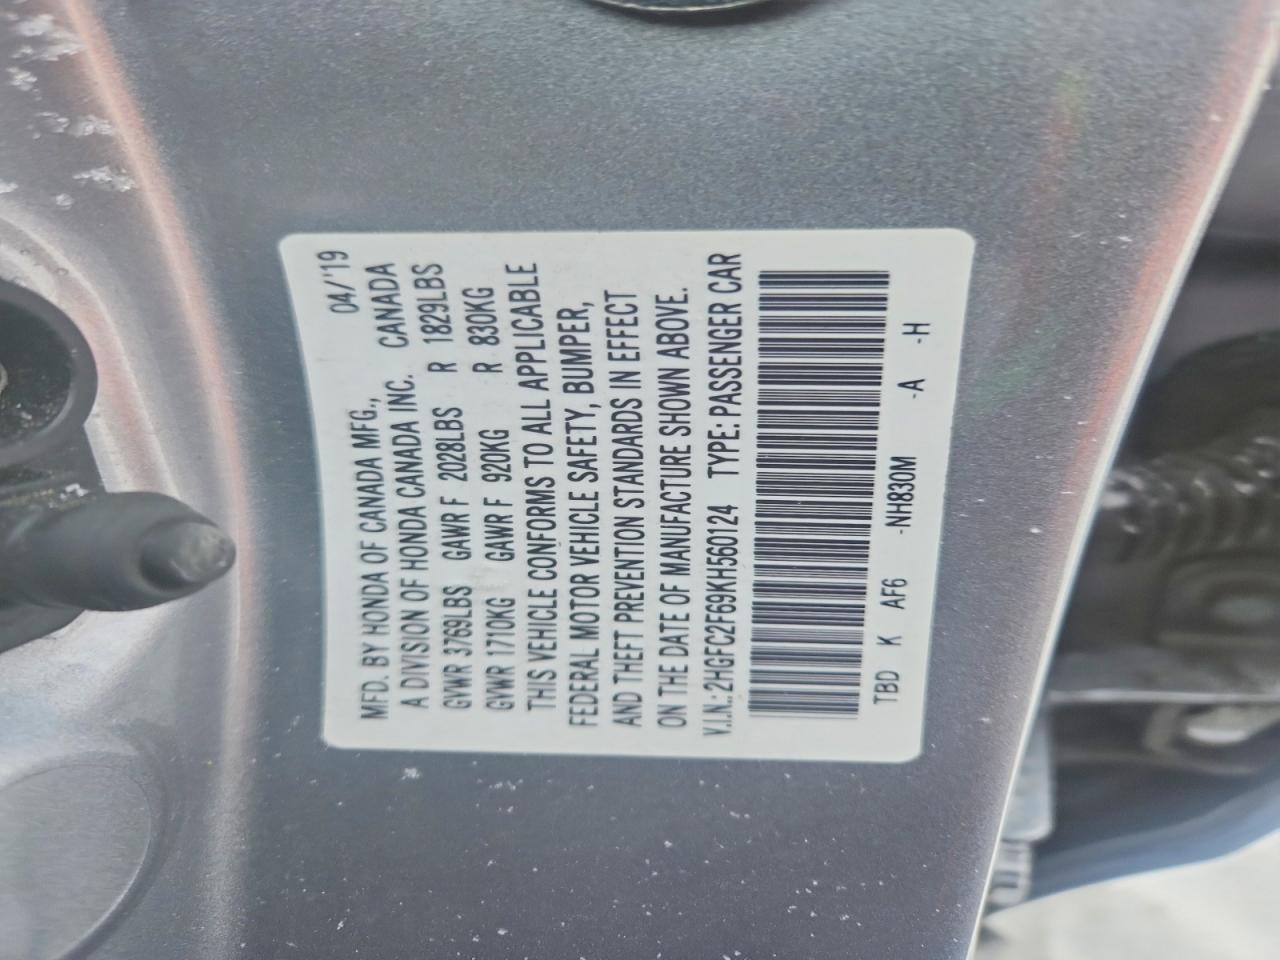 04/'19
MFD. BY HONDA OF CANADA MFG.,
A DIVISION OF HONDA CANADA INC. CANADA
GVWR 3769LBS GAWR F 2028LBS R 1829LBS
GVWR 1710KG GAWR F 920KG R 830KG
THIS VEHICLE CONFORMS TO ALL APPLICABLE
FEDERAL MOTOR VEHICLE SAFETY, BUMPER,
AND THEFT PREVENTION STANDARDS IN EFFECT
ON THE DATE OF MANUFACTURE SHOWN ABOVE.
V.I.N.: 2HGFC2F69KH560124 TYPE: PASSENGER CAR
TBD K AF6 -NH830M -A -H